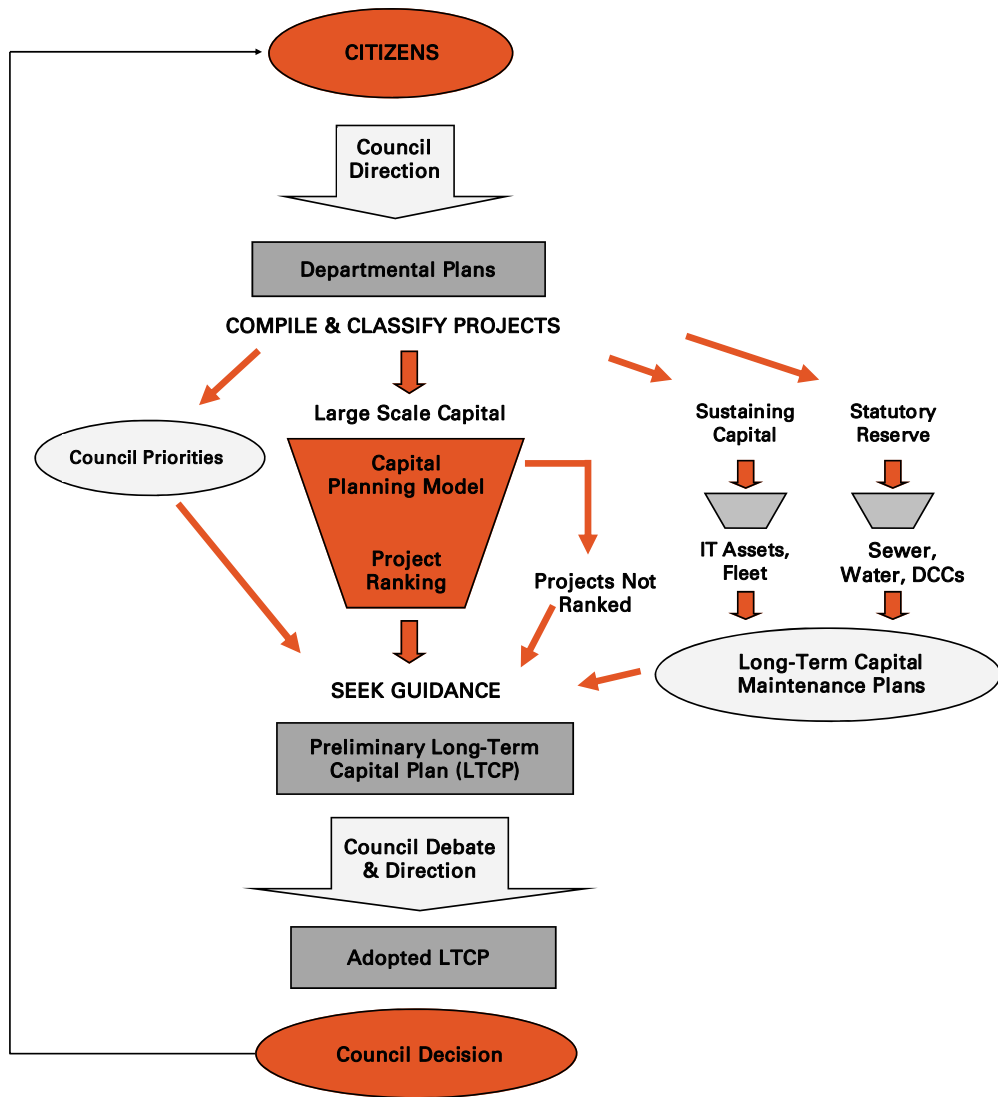 CITIZENS
Council
Direction
Departmental Plans
COMPILE & CLASSIFY PROJECTS
Large Scale Capital
Sustaining
Capital
Statutory
Reserve
Council Priorities
Capital
Planning Model
Project
Ranking
Projects Not
Ranked
IT Assets,
Fleet
Sewer,
Water, DCCs
Long-Term Capital
Maintenance Plans
SEEK GUIDANCE
Preliminary Long-Term
Capital Plan (LTCP)
Council Debate
& Direction
Adopted LTCP
Council Decision